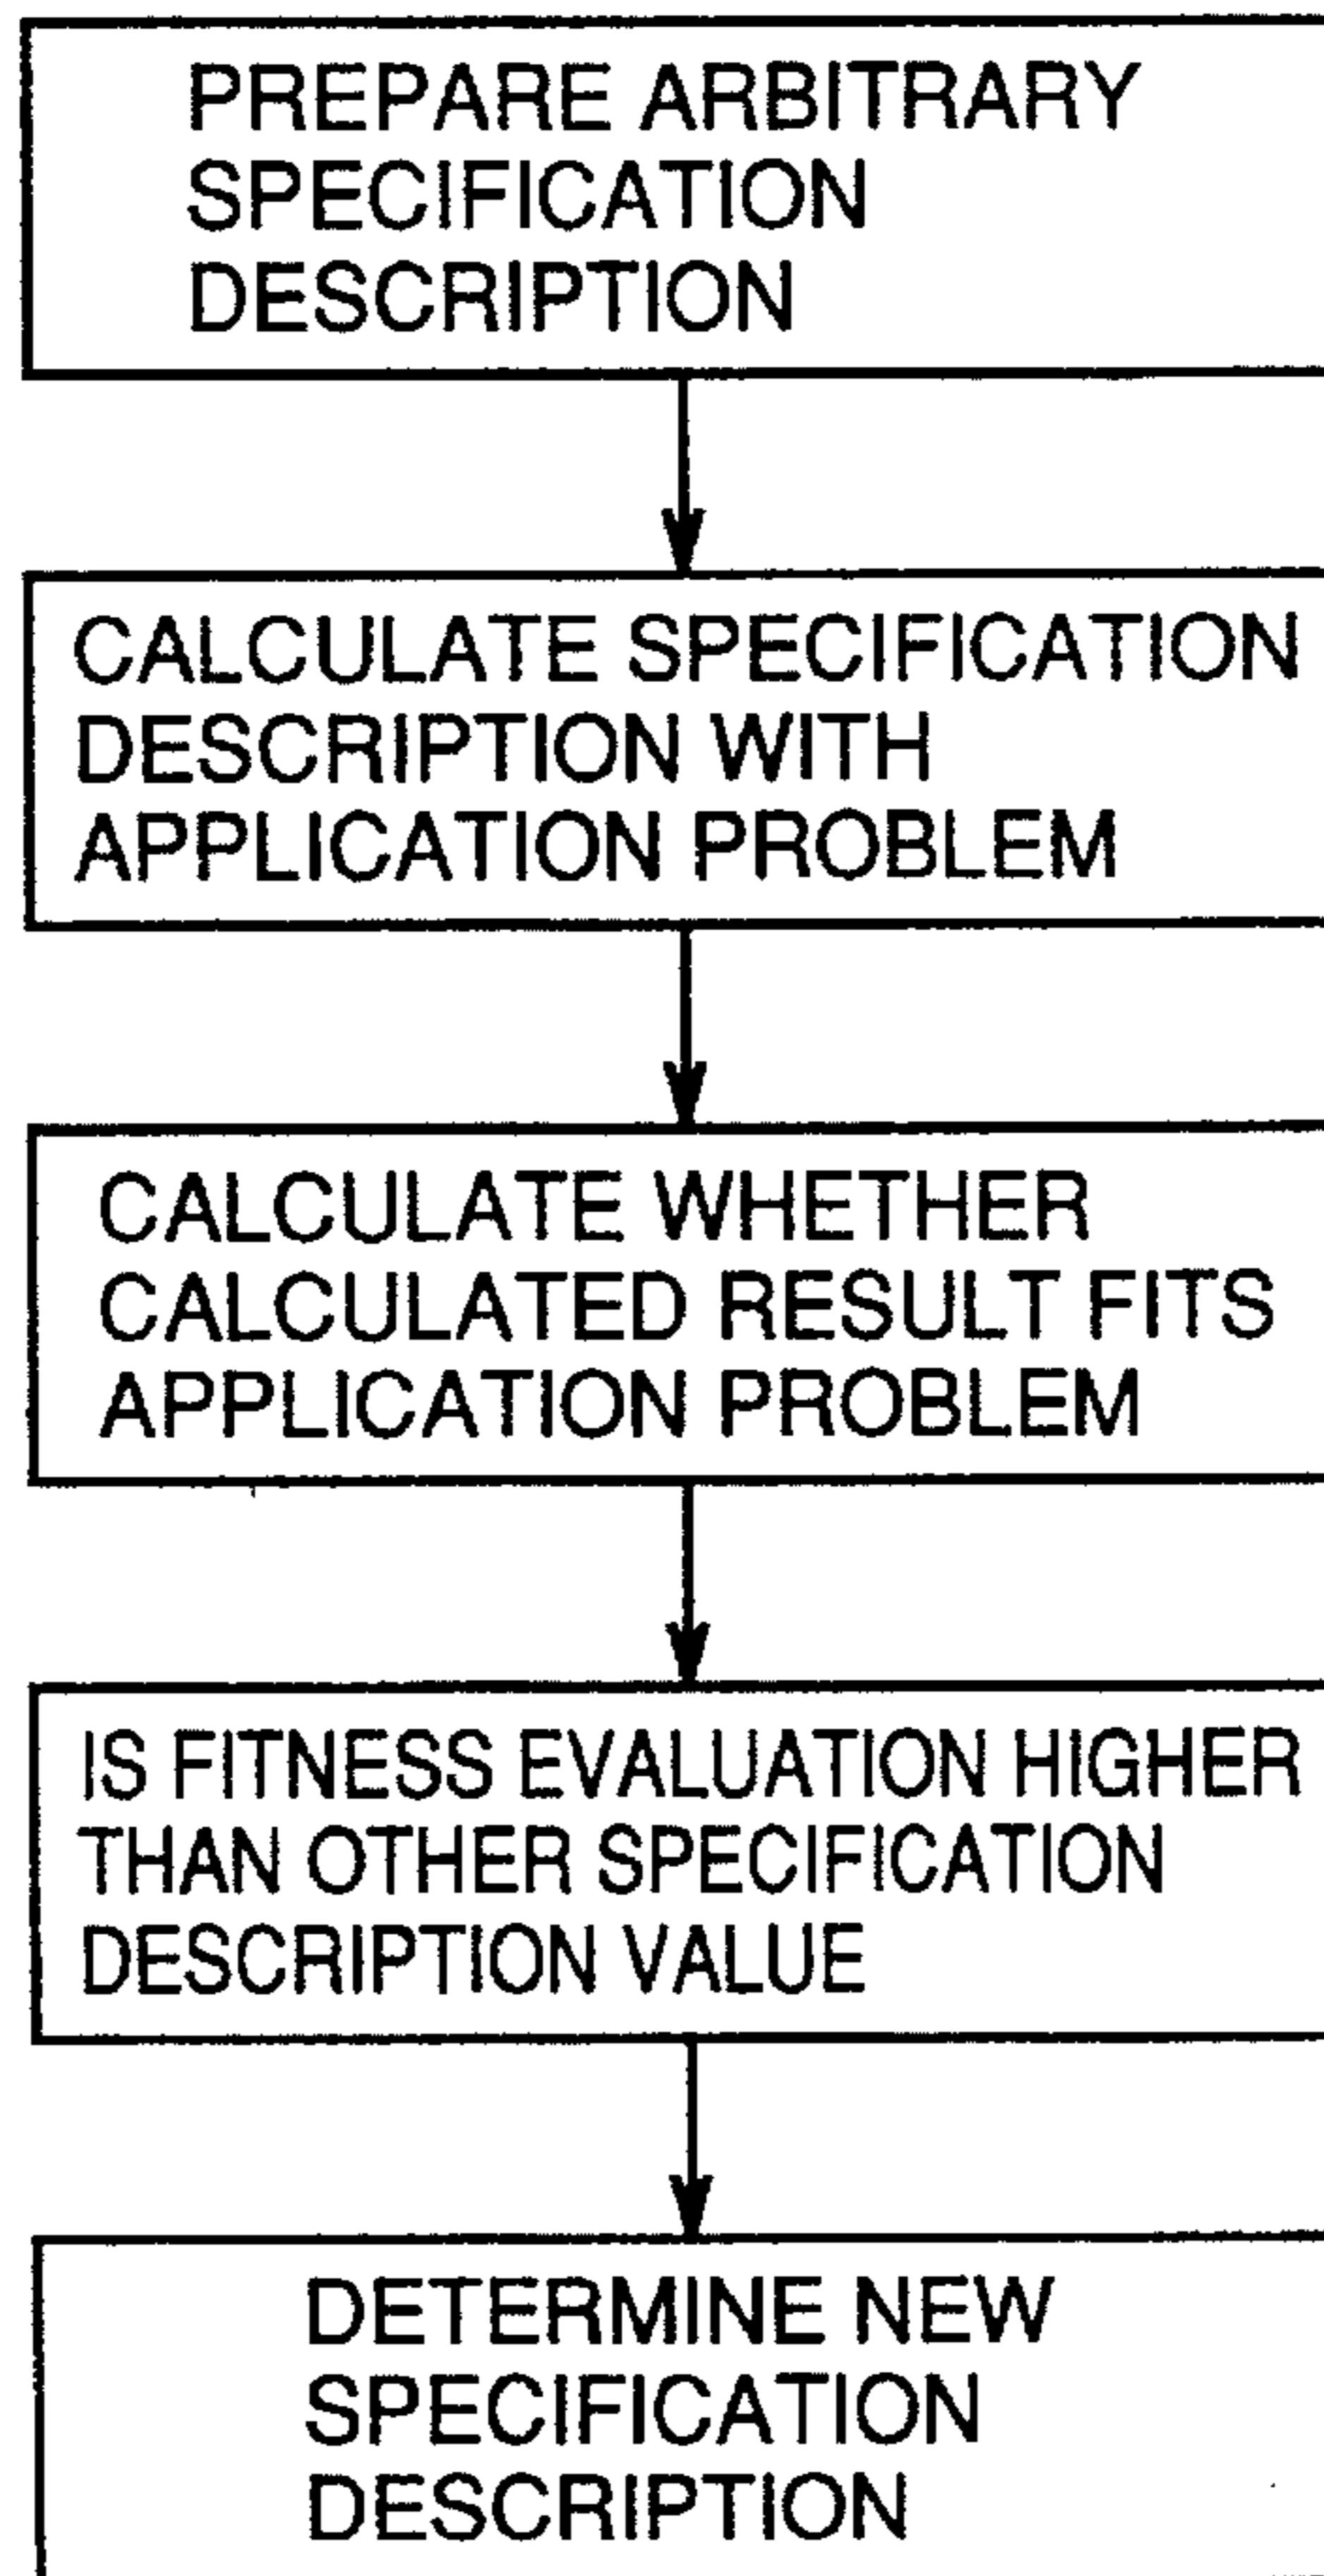 PREPARE ARBITRARY
SPECIFICATION
DESCRIPTION
CALCULATE SPECIFICATION
DESCRIPTION WITH
APPLICATION PROBLEM
CALCULATE WHETHER
CALCULATED RESULT FITS
APPLICATION PROBLEM
IS FITNESS EVALUATION HIGHER
THAN OTHER SPECIFICATION
DESCRIPTION VALUE
DETERMINE NEW
SPECIFICATION
DESCRIPTION